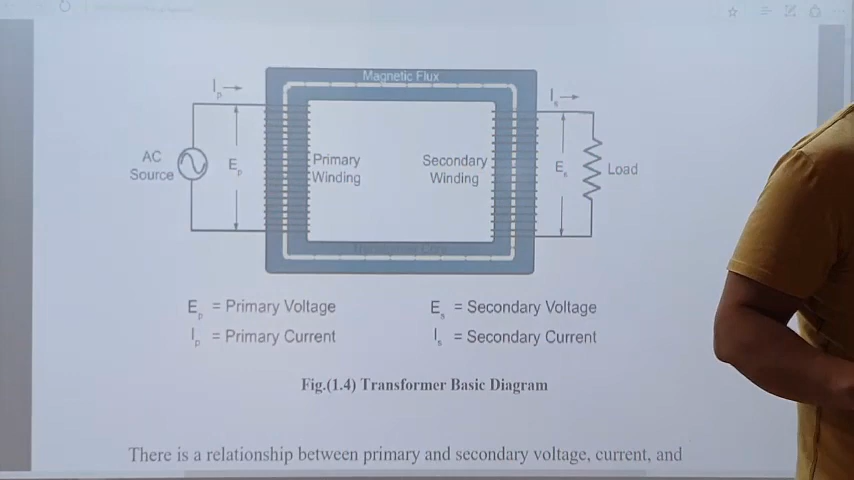 Magnetic Flux
Ip
Is
AC
Source
Ep
Primary
Winding
Secondary
Winding
Es
Load
Ep = Primary Voltage
Es = Secondary Voltage
Ip = Primary Current
Is = Secondary Current
Fig.(1.4) Transformer Basic Diagram
There is a relationship between primary and secondary voltage, current, and